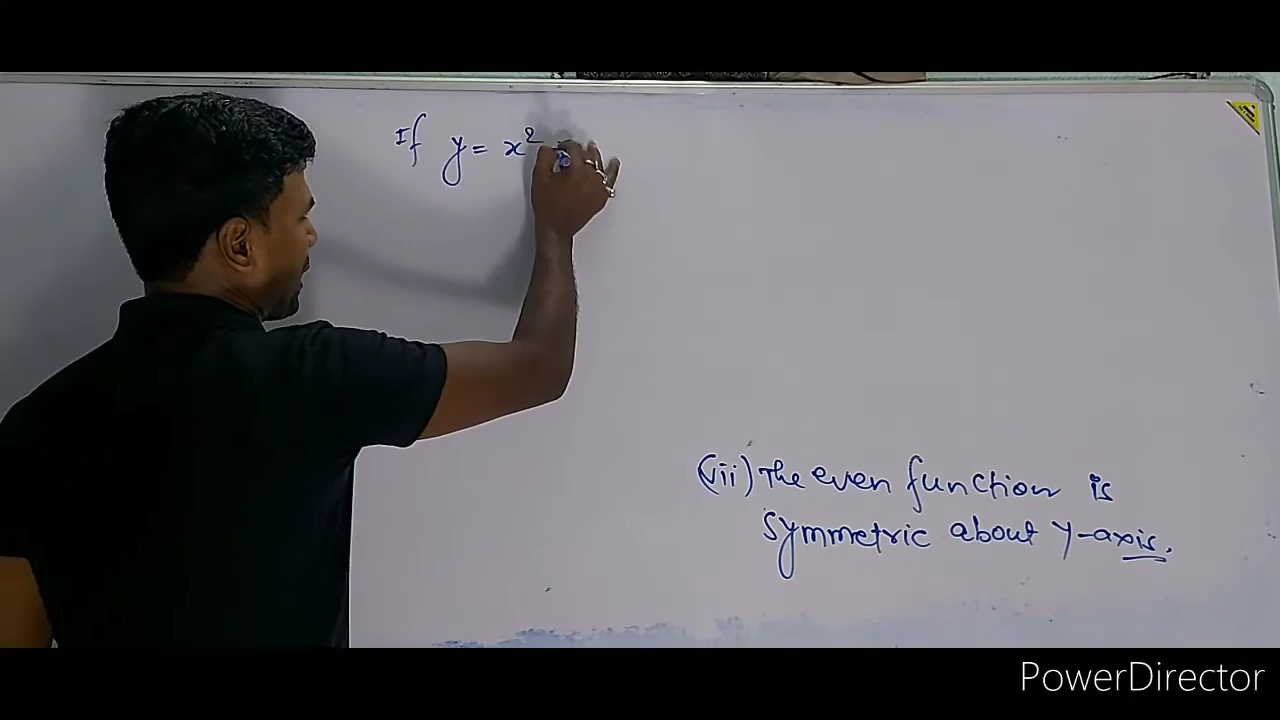 If y = x²
(vii) The even function is
symmetric about y-axis.
PowerDirector